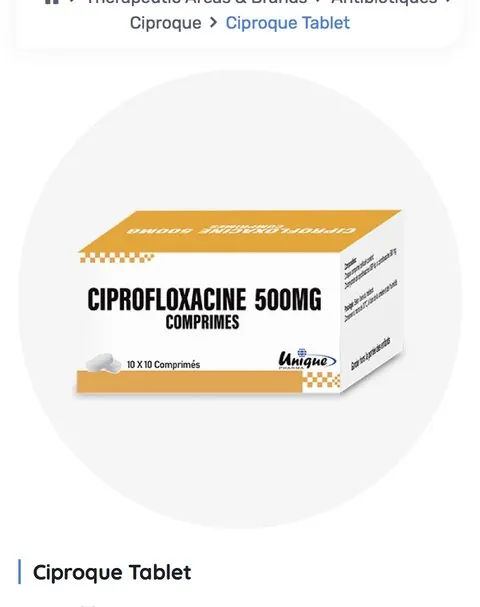 Therapeutic Areas & Brands > Antibiotiques >
Ciproque > Ciproque Tablet
CIPROFLOXACINE 500MG
COMPRIMES
CIPROFLOXACINE 500MG
COMPRIMES
10 X 10 Comprimés
Unique
PHARMA
Ciproque Tablet